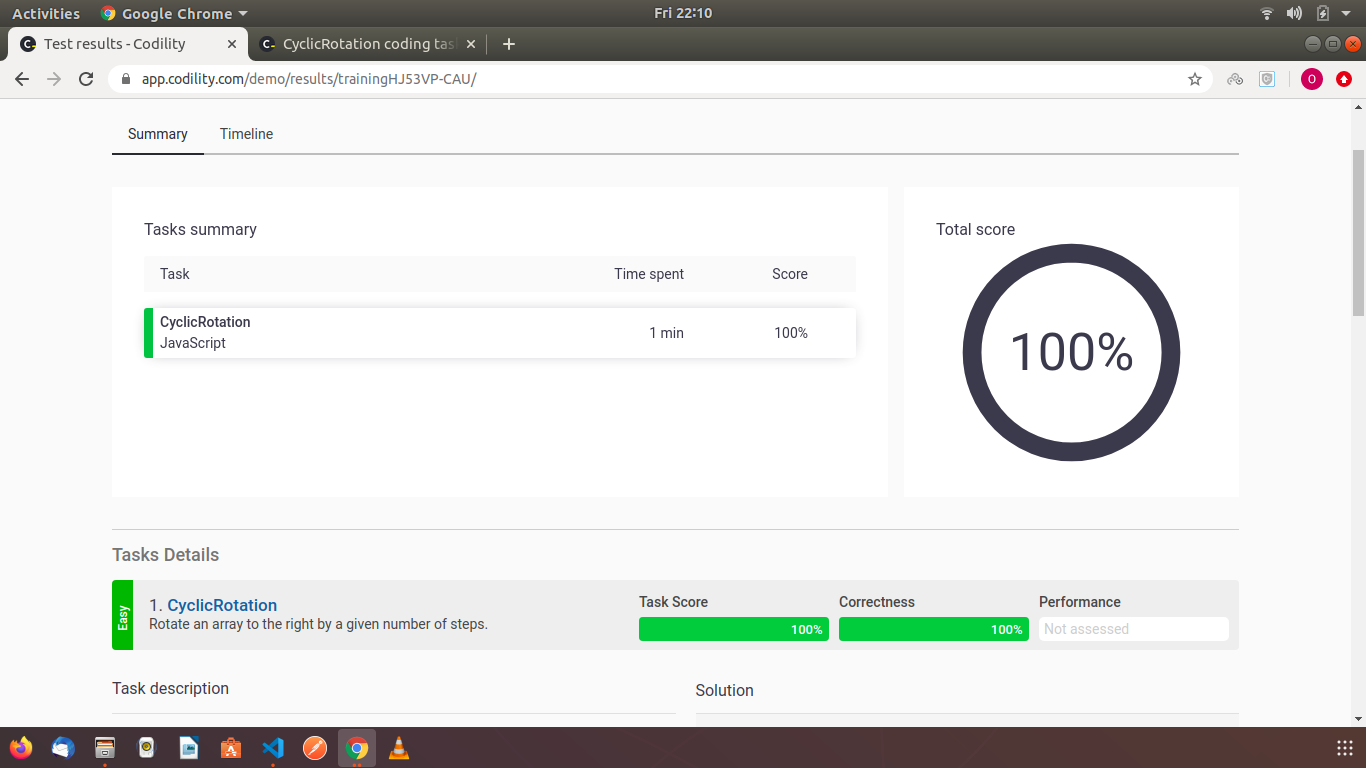 Activities Google Chrome Fri 22:10
Test results - Codility CyclicRotation coding tas
app.codility.com/demo/results/trainingHJ53VP-CAU/ O
Summary Timeline
Tasks summary
Task Time spent Score
CyclicRotation
JavaScript
1 min 100%
Total score
100%
Tasks Details
Easy
1. CyclicRotation
Rotate an array to the right by a given number of steps.
Task Score Correctness Performance
100% 100% Not assessed
Task description Solution